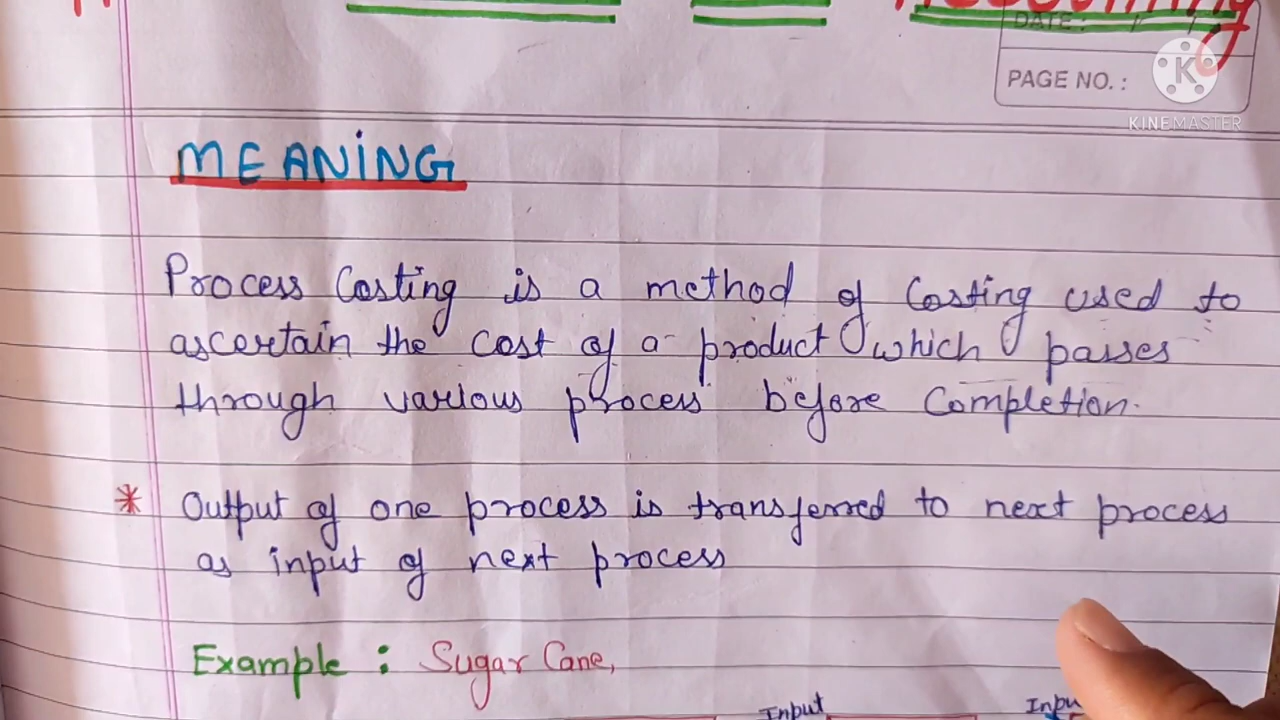 DATE :
PAGE NO. :
KINEMASTER
MEANING
Process Costing is a method of Costing used to
ascertain the cost of a product which passes
through various process before Completion.
* Output of one process is transferred to next process
as input of next process
Example : Sugar Cane,
Input